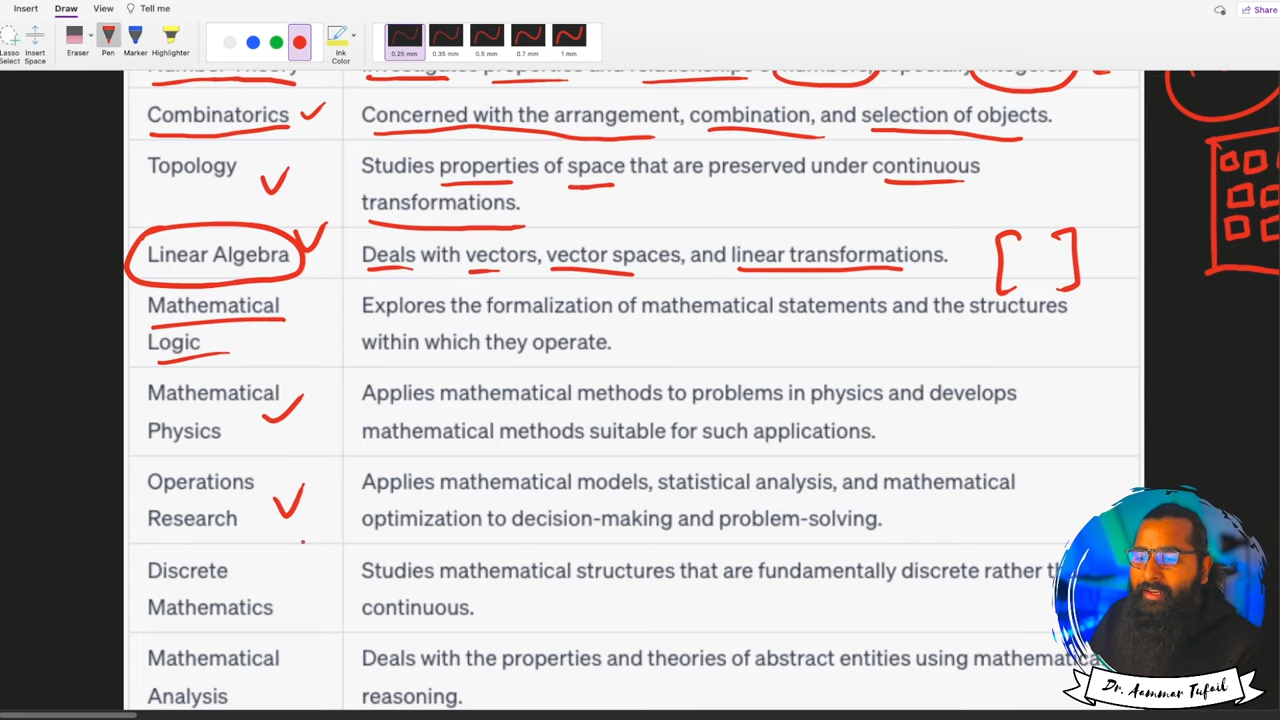 Insert Draw View Tell me
Share
Lasso Select
Insert Space
Eraser
Pen
Marker
Highlighter
Ink Color
0.25 mm
0.35 mm
0.5 mm
0.7 mm
1 mm
Number Theory
Combinatorics
Concerned with the arrangement, combination, and selection of objects.
Topology
Studies properties of space that are preserved under continuous
transformations.
Linear Algebra
Deals with vectors, vector spaces, and linear transformations.
Mathematical
Logic
Explores the formalization of mathematical statements and the structures
within which they operate.
Mathematical
Physics
Applies mathematical methods to problems in physics and develops
mathematical methods suitable for such applications.
Operations
Research
Applies mathematical models, statistical analysis, and mathematical
optimization to decision-making and problem-solving.
Discrete
Mathematics
Studies mathematical structures that are fundamentally discrete rather
continuous.
Mathematical
Analysis
Deals with the properties and theories of abstract entities using
reasoning.
Dr. Aammar Tufail